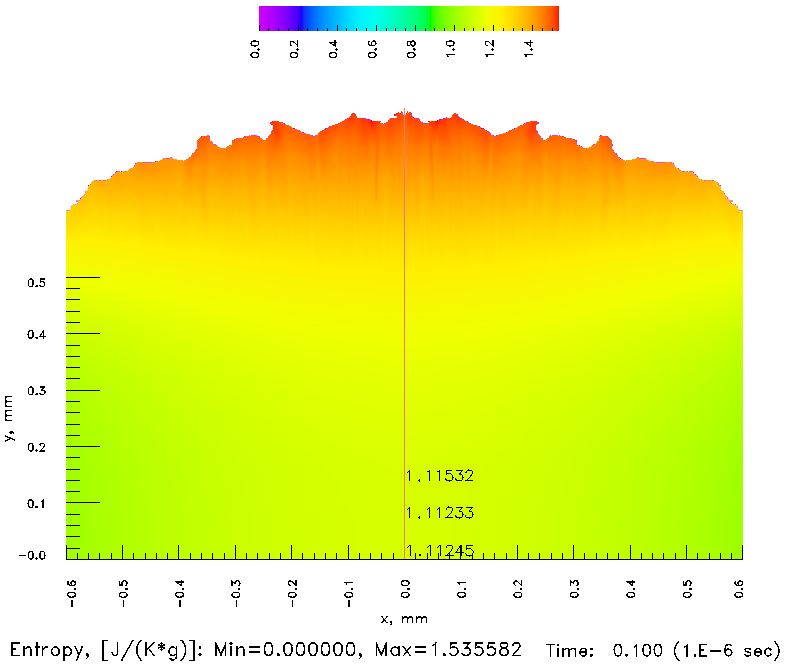 0.0 0.2 0.4 0.6 0.8 1.0 1.2 1.4
0.5
0.4
0.3
0.2
0.1
-0.0
y, mm
1.11532
1.11233
1.11245
-0.6 -0.5 -0.4 -0.3 -0.2 -0.1 0.0 0.1 0.2 0.3 0.4 0.5 0.6
x, mm
Entropy, [J/(K*g)]: Min=0.000000, Max=1.535582 Time: 0.100 (1.E-6 sec)